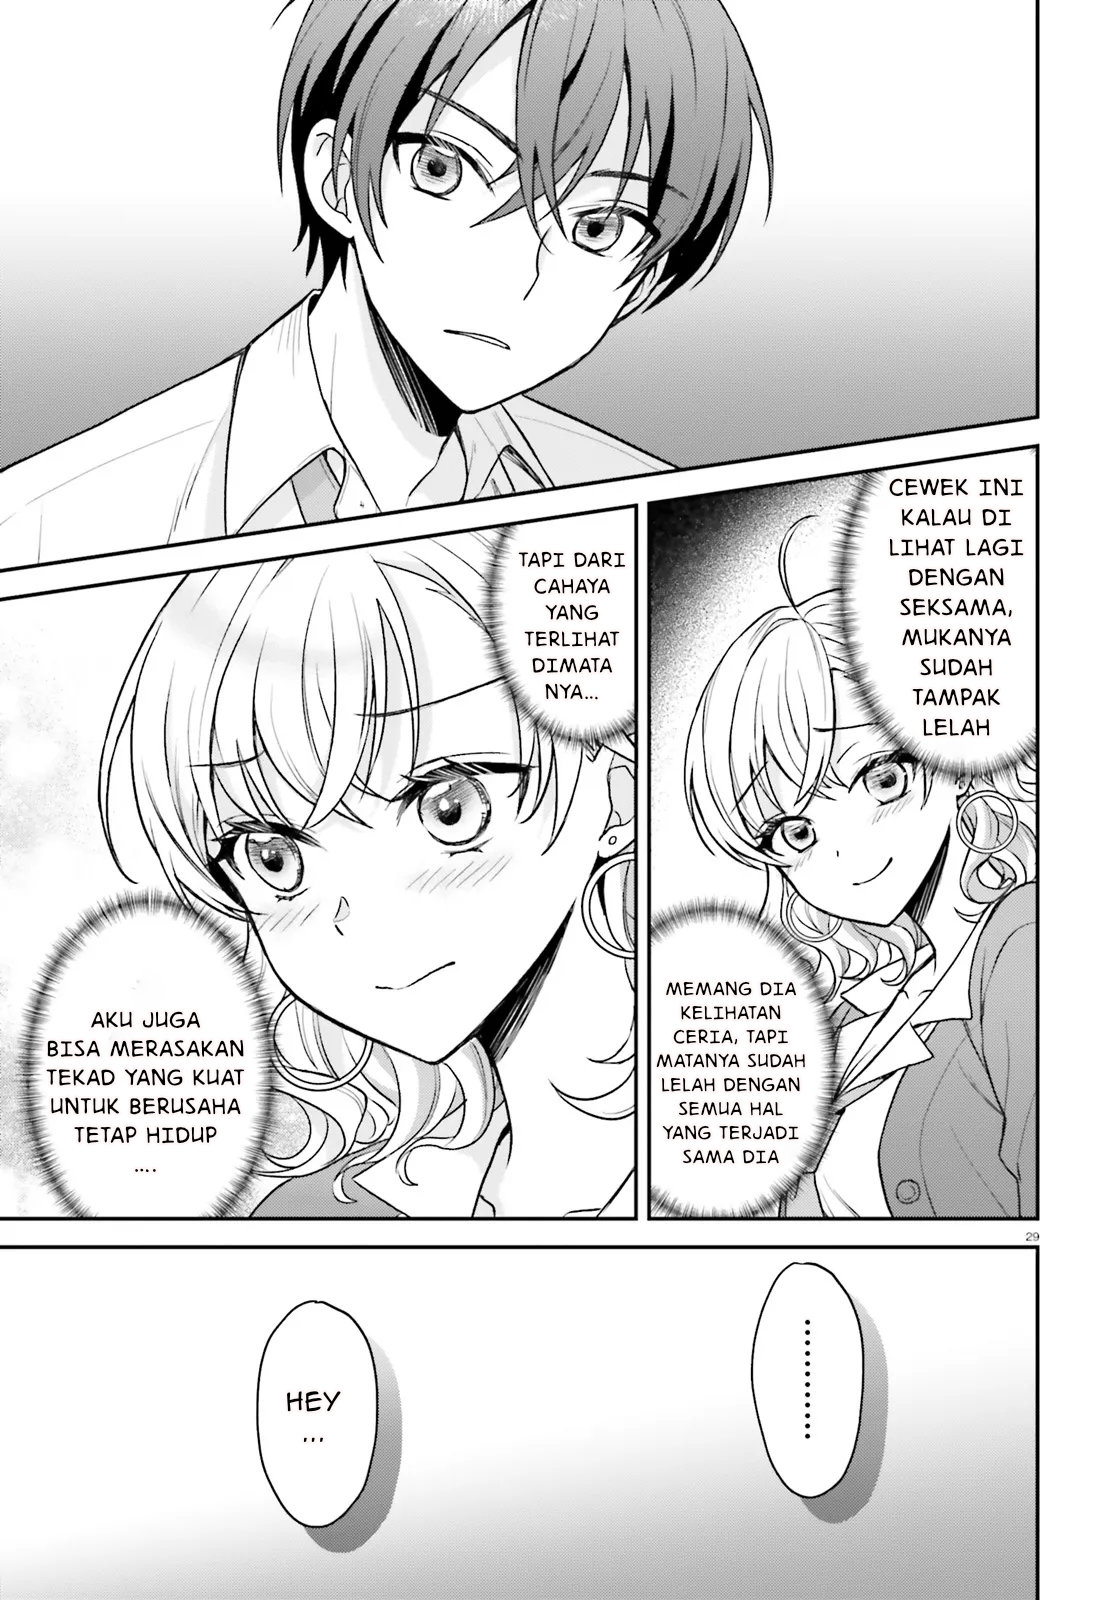 CEWEK INI
KALAU DI
LIHAT LAGI
DENGAN
SEKSAMA,
MUKANYA
SUDAH
TAMPAK
LELAH
MEMANG DIA
KELIHATAN
CERIA, TAPI
MATANYA SUDAH
LELAH DENGAN
SEMUA HAL
YANG TERJADI
SAMA DIA
TAPI DARI
CAHAYA
YANG
TERLIHAT
DIMATA
NYA...
AKU JUGA
BISA MERASAKAN
TEKAD YANG KUAT
UNTUK BERUSAHA
TETAP HIDUP
....
29
..........
HEY
...